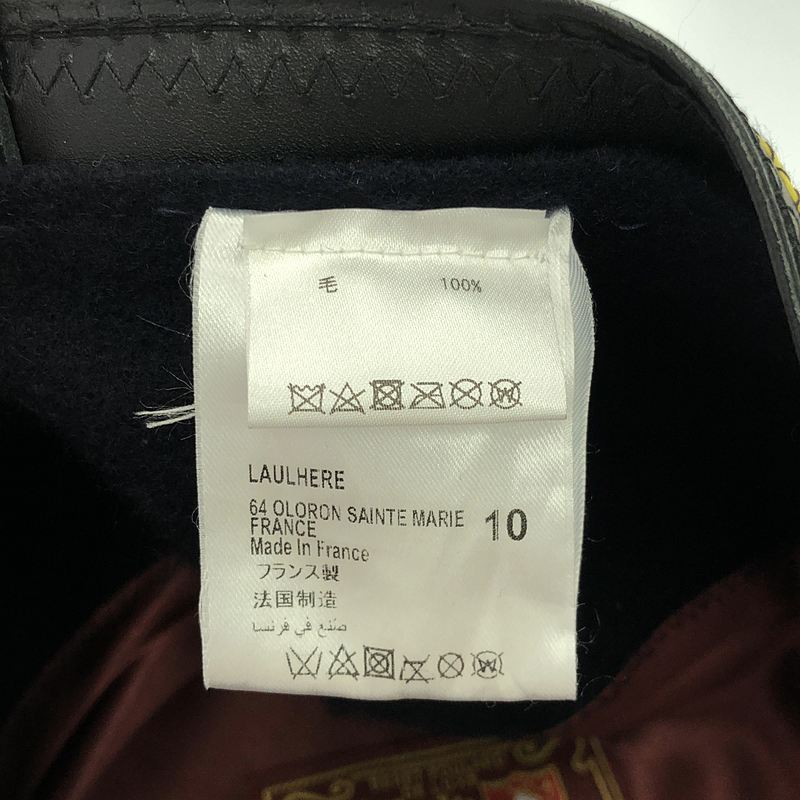 毛 100%
LAULHERE
64 OLORON SAINTE MARIE
FRANCE
10
Made In France
フランス製
法国制造
صنع في فرنسا